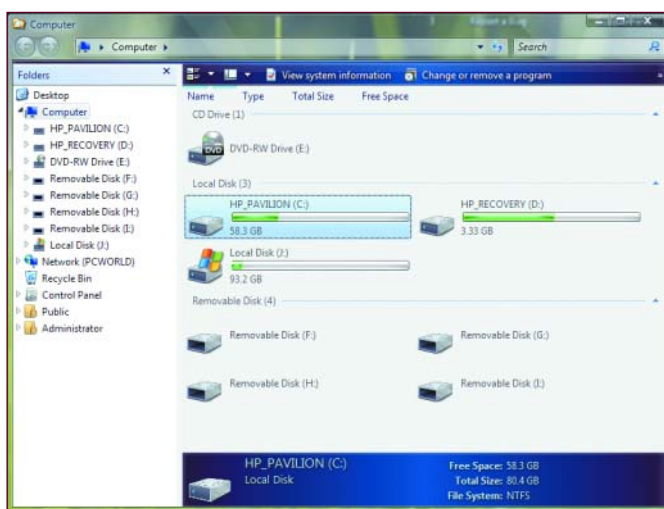 Computer
Computer
Search
Folders
View system information
Change or remove a program
Desktop
Computer
HP_PAVILION (C:)
HP_RECOVERY (D:)
DVD-RW Drive (E:)
Removable Disk (F:)
Removable Disk (G:)
Removable Disk (H:)
Removable Disk (I:)
Local Disk (J:)
Network (PCWORLD)
Recycle Bin
Control Panel
Public
Administrator
Name Type Total Size Free Space
CD Drive (1)
DVD
DVD-RW Drive (E:)
Local Disk (3)
HP_PAVILION (C:)
58.3 GB
HP_RECOVERY (D:)
3.33 GB
Local Disk (J:)
93.2 GB
Removable Disk (4)
Removable Disk (F:)
Removable Disk (G:)
Removable Disk (H:)
Removable Disk (I:)
HP_PAVILION (C:)
Local Disk
Free Space: 58.3 GB
Total Size: 80.4 GB
File System: NTFS